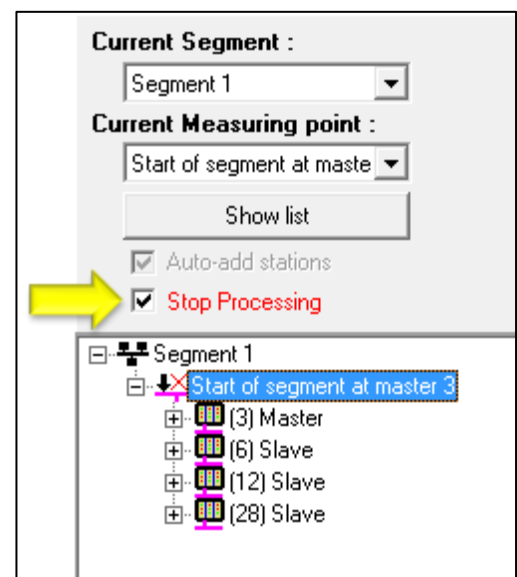 Current Segment :
Segment 1
Current Measuring point :
Start of segment at maste
Show list
Auto-add stations
Stop Processing
Segment 1
Start of segment at master 3
(3) Master
(6) Slave
(12) Slave
(28) Slave